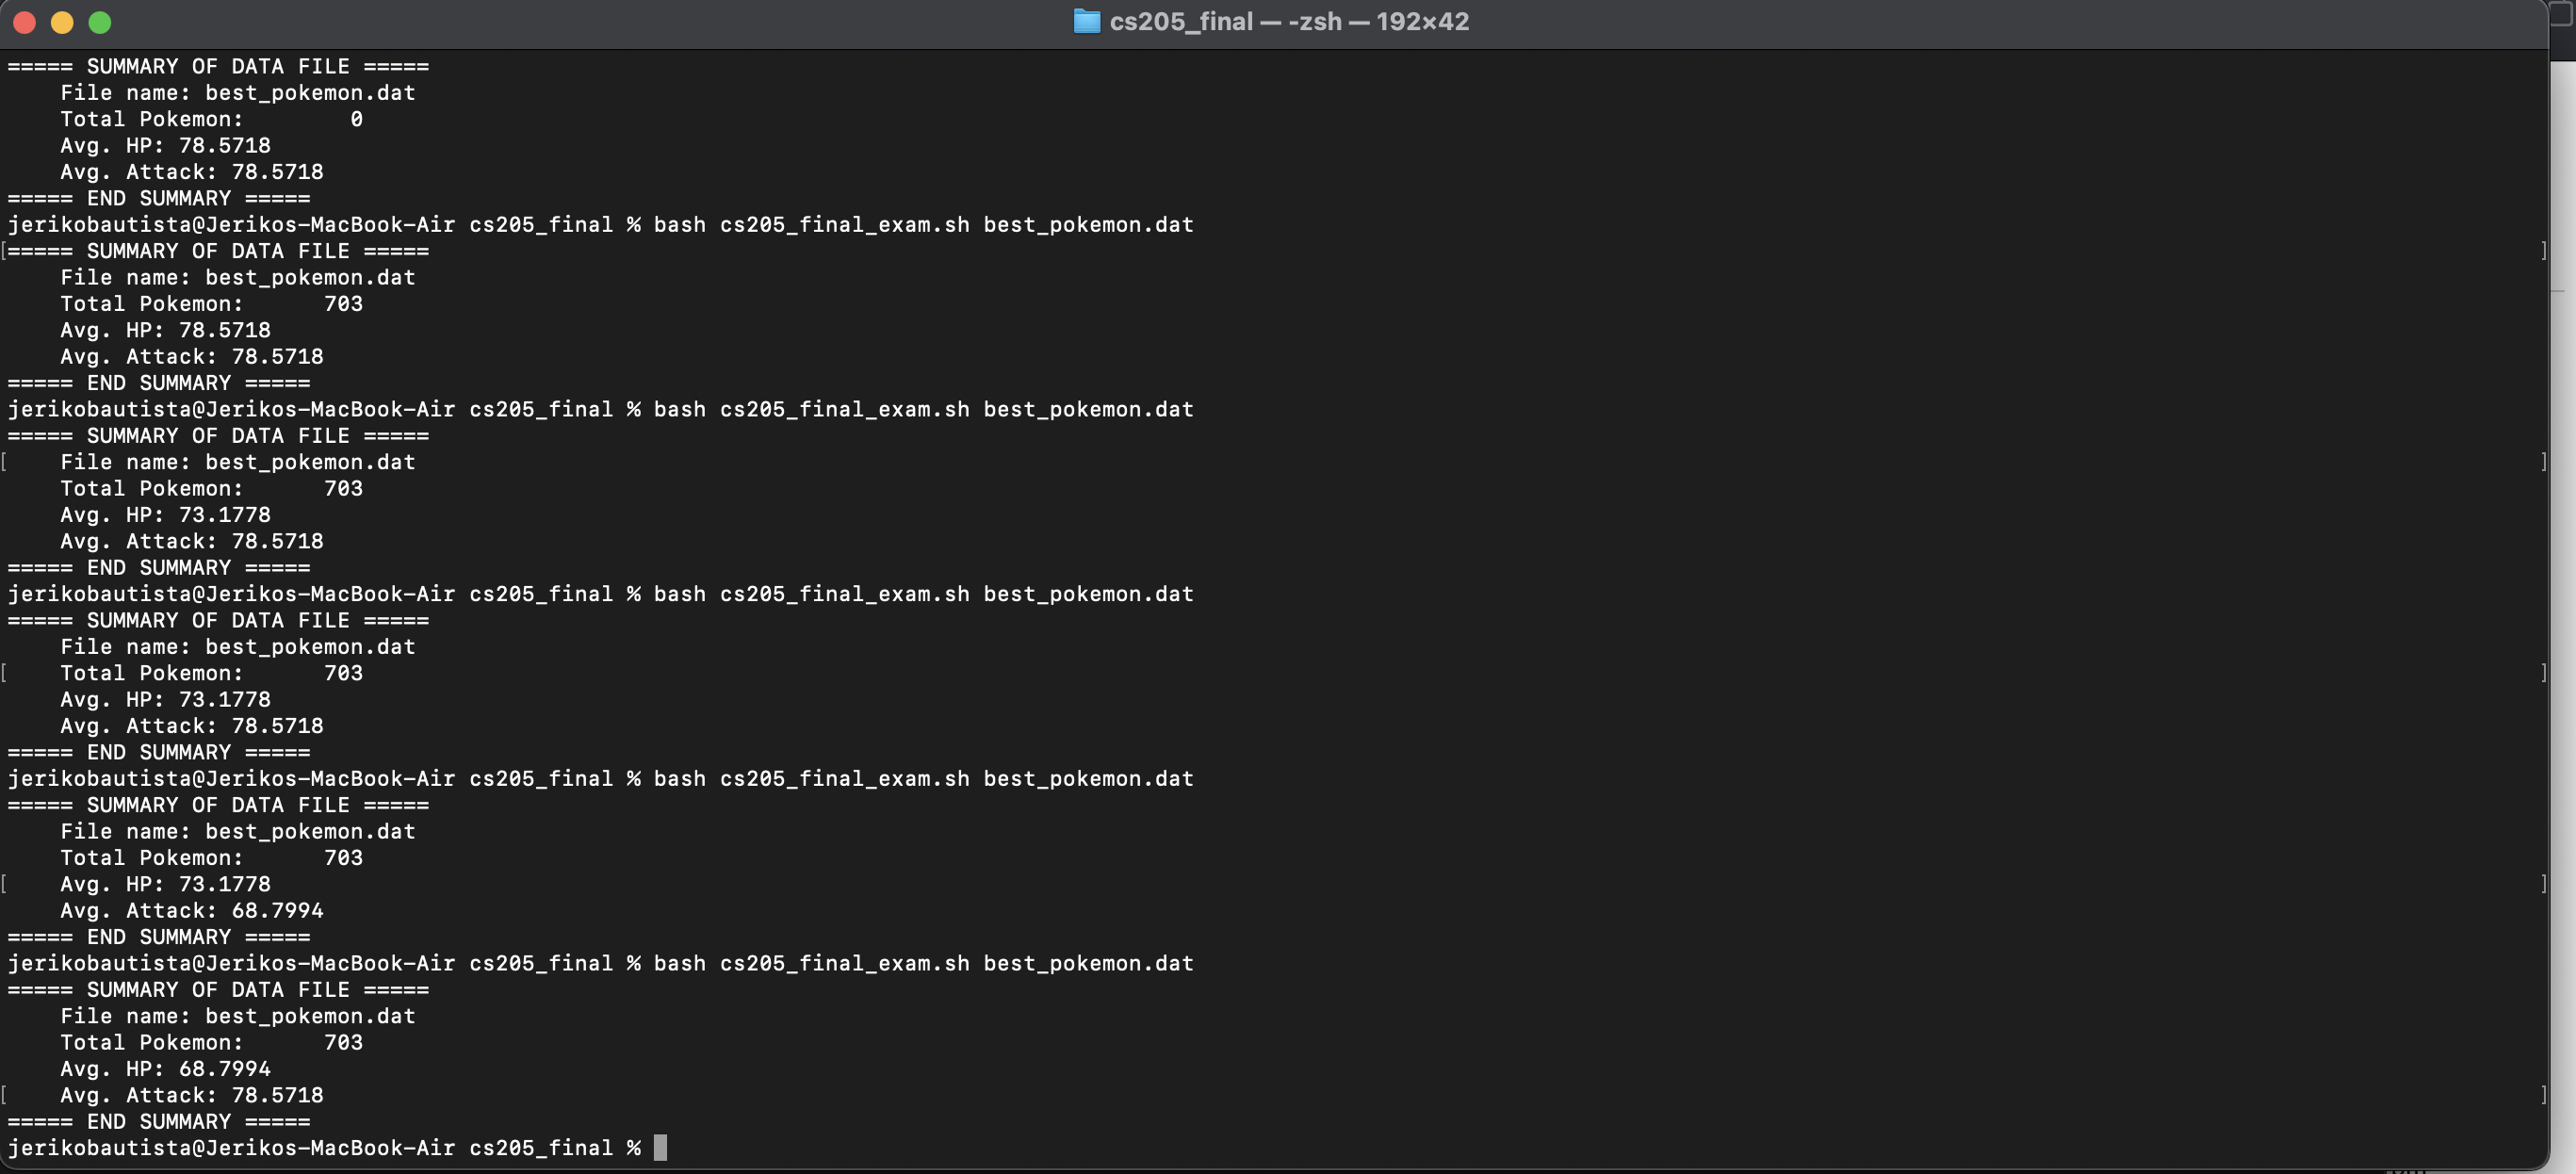 cs205_final — -zsh — 192×42
===== SUMMARY OF DATA FILE =====
    File name: best_pokemon.dat
    Total Pokemon:        0
    Avg. HP: 78.5718
    Avg. Attack: 78.5718
===== END SUMMARY =====
jerikobautista@Jerikos-MacBook-Air cs205_final % bash cs205_final_exam.sh best_pokemon.dat
[===== SUMMARY OF DATA FILE =====]
    File name: best_pokemon.dat
    Total Pokemon:      703
    Avg. HP: 78.5718
    Avg. Attack: 78.5718
===== END SUMMARY =====
jerikobautista@Jerikos-MacBook-Air cs205_final % bash cs205_final_exam.sh best_pokemon.dat
===== SUMMARY OF DATA FILE =====
[    File name: best_pokemon.dat ]
    Total Pokemon:      703
    Avg. HP: 73.1778
    Avg. Attack: 78.5718
===== END SUMMARY =====
jerikobautista@Jerikos-MacBook-Air cs205_final % bash cs205_final_exam.sh best_pokemon.dat
===== SUMMARY OF DATA FILE =====
    File name: best_pokemon.dat
[    Total Pokemon:      703 ]
    Avg. HP: 73.1778
    Avg. Attack: 78.5718
===== END SUMMARY =====
jerikobautista@Jerikos-MacBook-Air cs205_final % bash cs205_final_exam.sh best_pokemon.dat
===== SUMMARY OF DATA FILE =====
    File name: best_pokemon.dat
    Total Pokemon:      703
[    Avg. HP: 73.1778 ]
    Avg. Attack: 68.7994
===== END SUMMARY =====
jerikobautista@Jerikos-MacBook-Air cs205_final % bash cs205_final_exam.sh best_pokemon.dat
===== SUMMARY OF DATA FILE =====
    File name: best_pokemon.dat
    Total Pokemon:      703
    Avg. HP: 68.7994
[    Avg. Attack: 78.5718 ]
===== END SUMMARY =====
jerikobautista@Jerikos-MacBook-Air cs205_final %